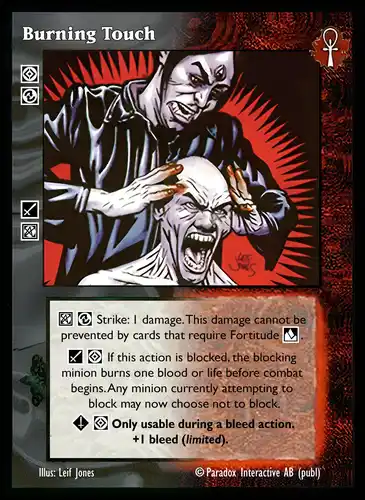 Burning Touch
LEIF JONES
Strike: 1 damage. This damage cannot be
prevented by cards that require Fortitude .
If this action is blocked, the blocking
minion burns one blood or life before combat
begins. Any minion currently attempting to
block may now choose not to block.
Only usable during a bleed action.
+1 bleed (limited).
Illus: Leif Jones
© Paradox Interactive AB (publ)